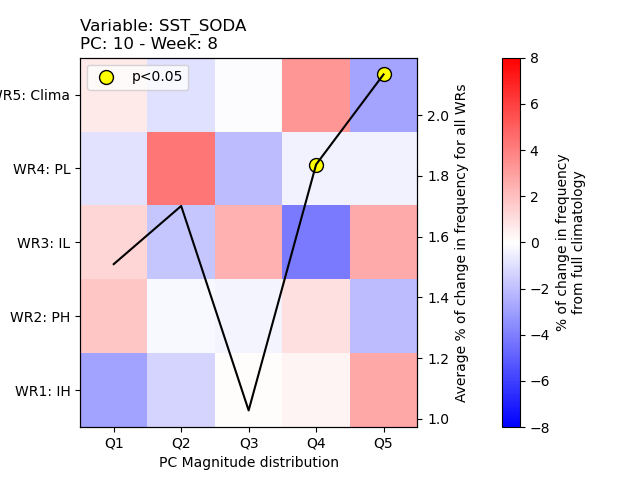 Variable: SST_SODA
PC: 10 - Week: 8
p<0.05
WR5: Clima
WR4: PL
WR3: IL
WR2: PH
WR1: IH
Q1 Q2 Q3 Q4 Q5
PC Magnitude distribution
2.0
1.8
1.6
1.4
1.2
1.0
Average % of change in frequency for all WRs
8
6
4
2
0
−2
−4
−6
−8
% of change in frequency
from full climatology